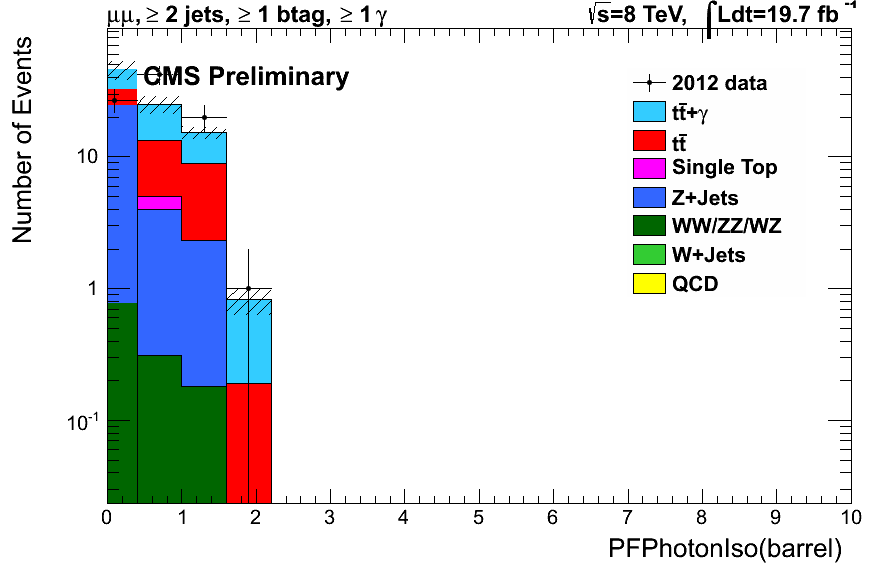 μμ, ≥ 2 jets, ≥ 1 btag, ≥ 1 γ
√s=8 TeV, ∫Ldt=19.7 fb⁻¹
CMS Preliminary
2012 data
tt̄+γ
tt̄
Single Top
Z+Jets
WW/ZZ/WZ
W+Jets
QCD
Number of Events
10
1
10⁻¹
0 1 2 3 4 5 6 7 8 9 10
PFPhotonIso(barrel)